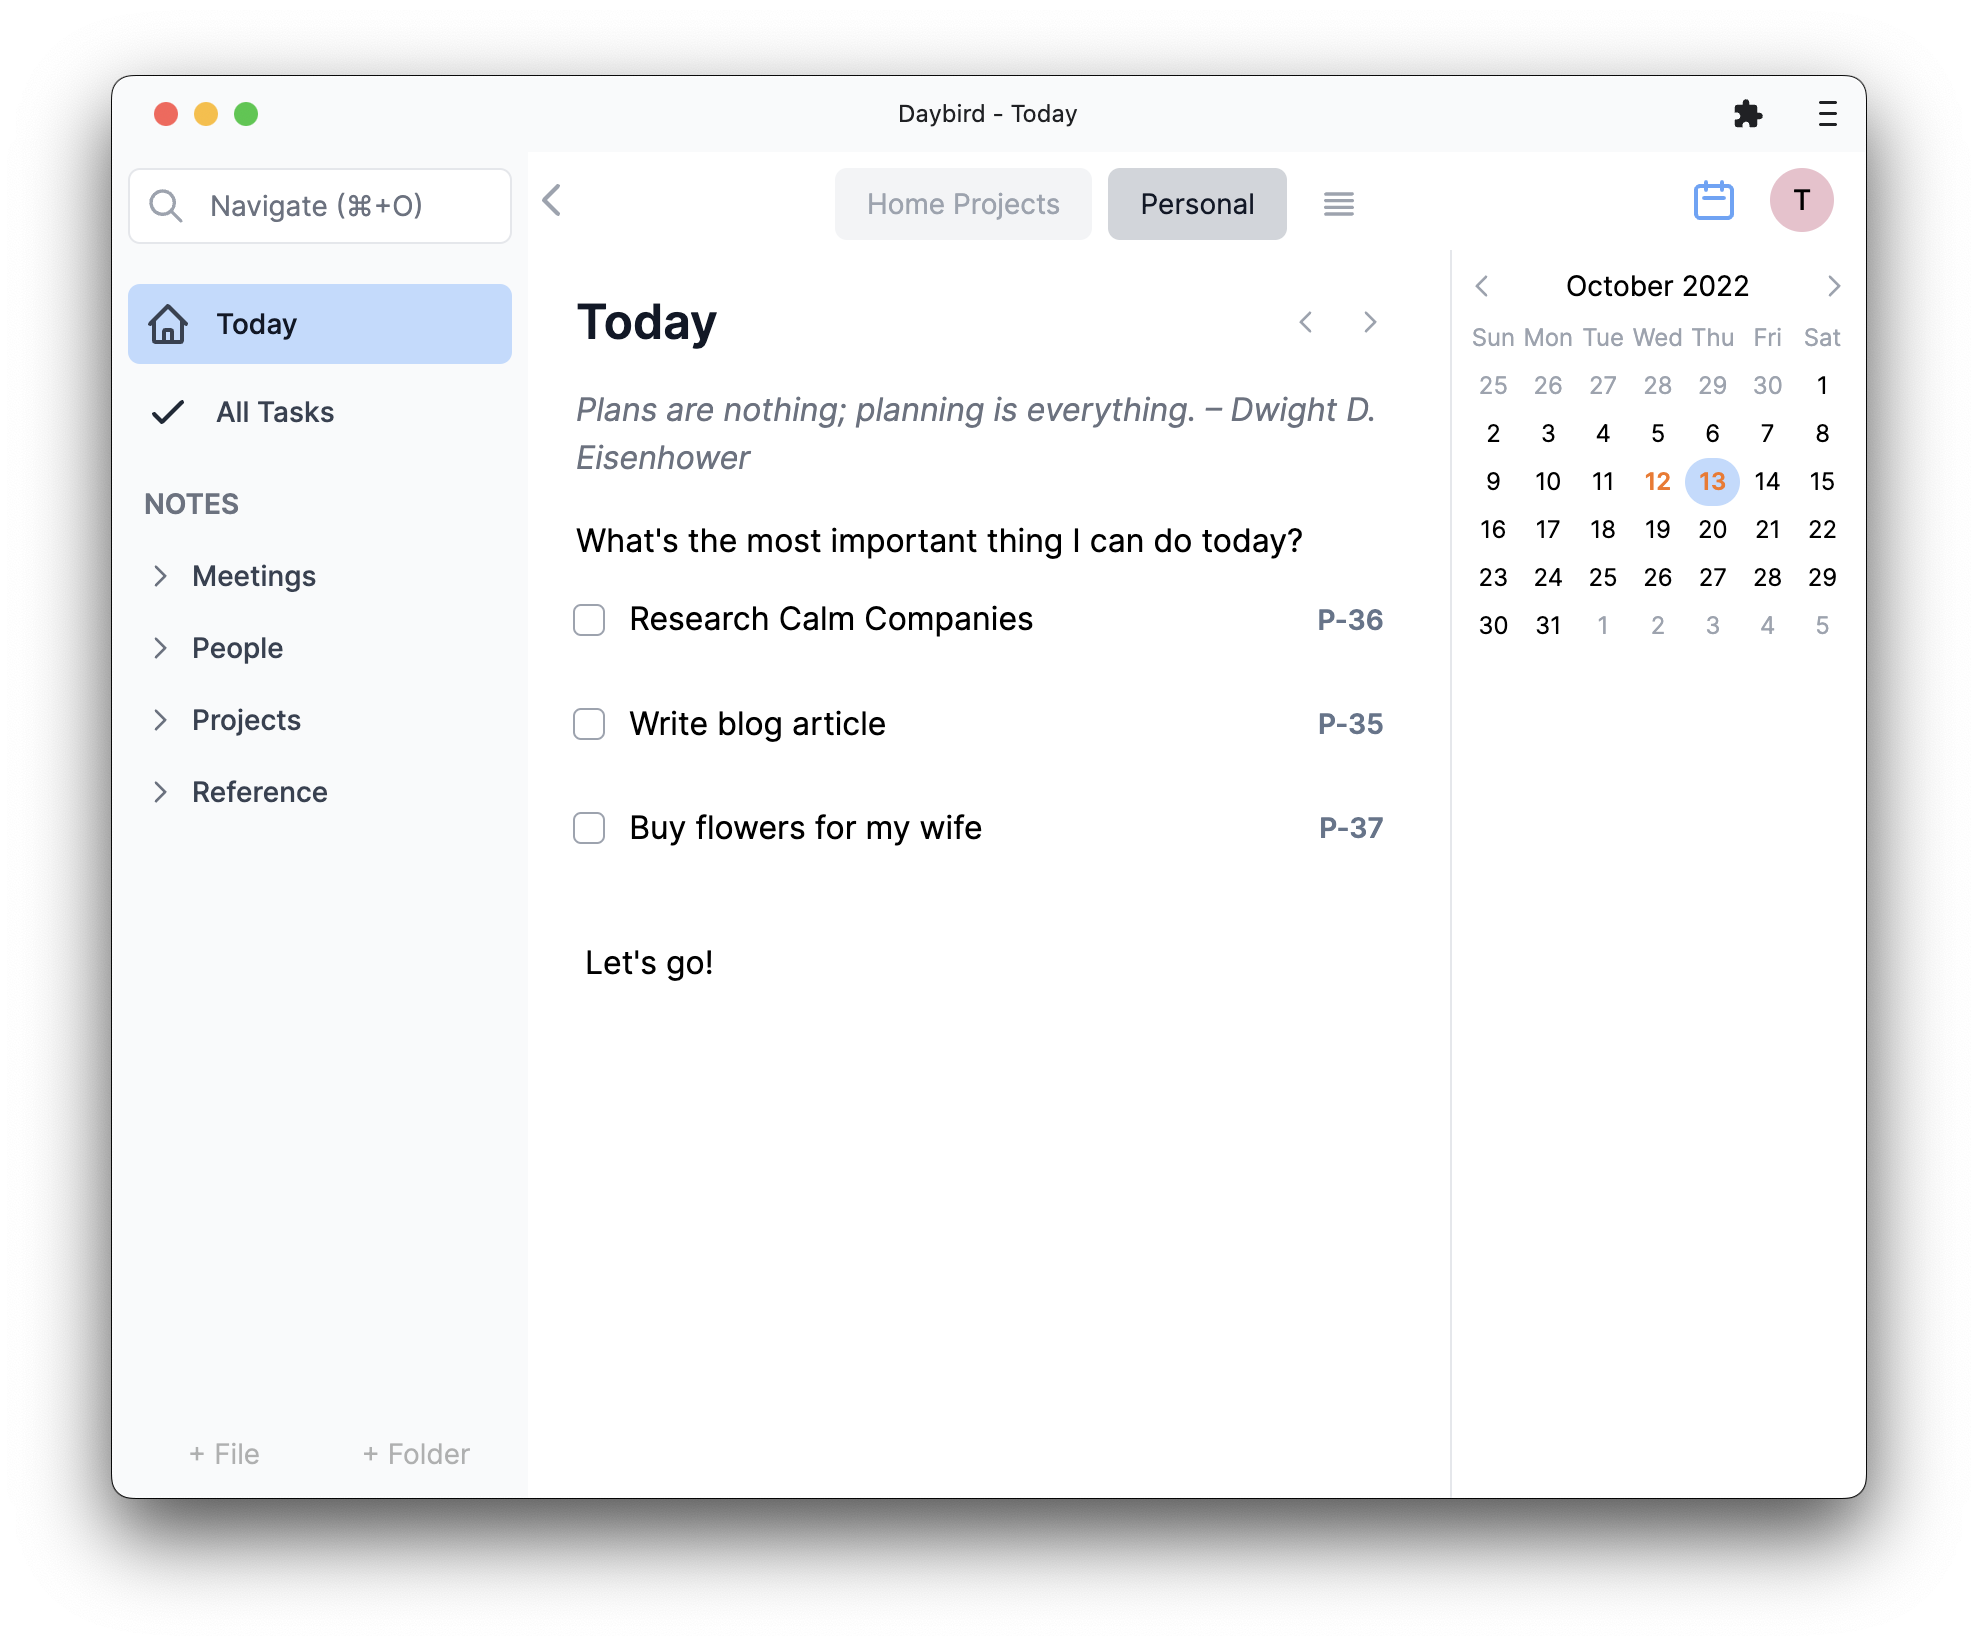 Daybird - Today
Navigate (⌘+O)
Today
All Tasks
NOTES
Meetings
People
Projects
Reference
+ File
+ Folder
Home Projects
Personal
T
Today
Plans are nothing; planning is everything. – Dwight D.
Eisenhower
What's the most important thing I can do today?
Research Calm Companies P-36
Write blog article P-35
Buy flowers for my wife P-37
Let's go!
October 2022
Sun Mon Tue Wed Thu Fri Sat
25 26 27 28 29 30 1
2 3 4 5 6 7 8
9 10 11 12 13 14 15
16 17 18 19 20 21 22
23 24 25 26 27 28 29
30 31 1 2 3 4 5